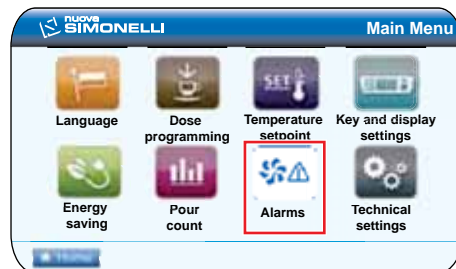 nuova
SIMONELLI
Main Menu
SET
Language
Dose
programming
Temperature
setpoint
Key and display
settings
Energy
saving
Pour
count
Alarms
Technical
settings
Home